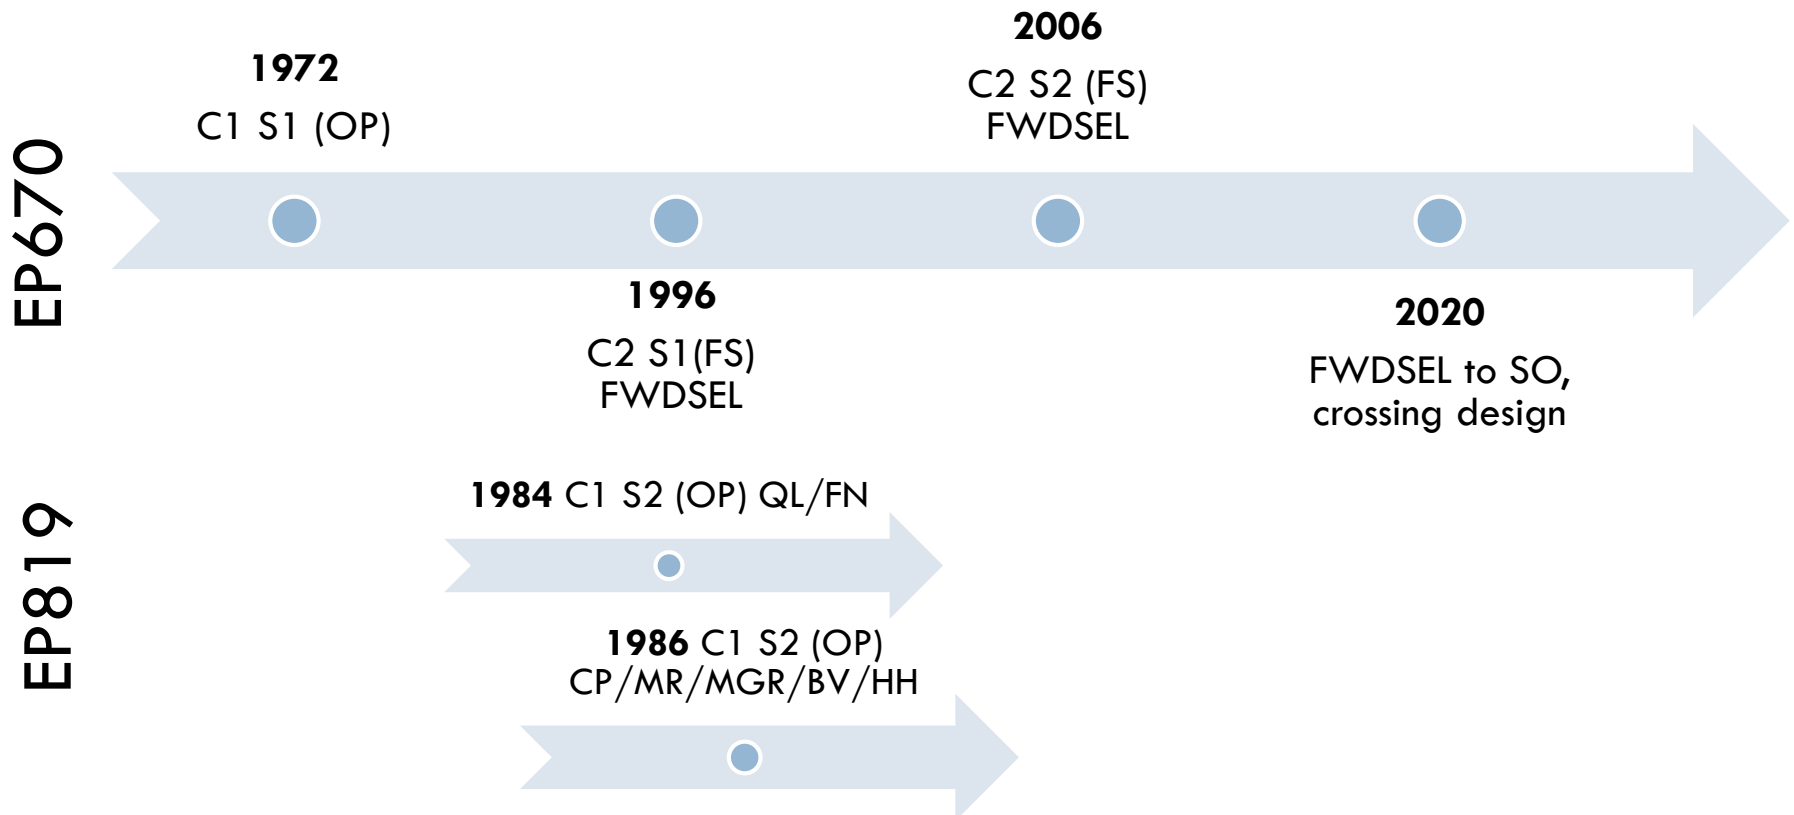 EP670
1972
C1 S1 (OP)
2006
C2 S2 (FS)
FWDSEL
1996
C2 S1(FS)
FWDSEL
2020
FWDSEL to SO,
crossing design
EP819
1984 C1 S2 (OP) QL/FN
1986 C1 S2 (OP)
CP/MR/MGR/BV/HH